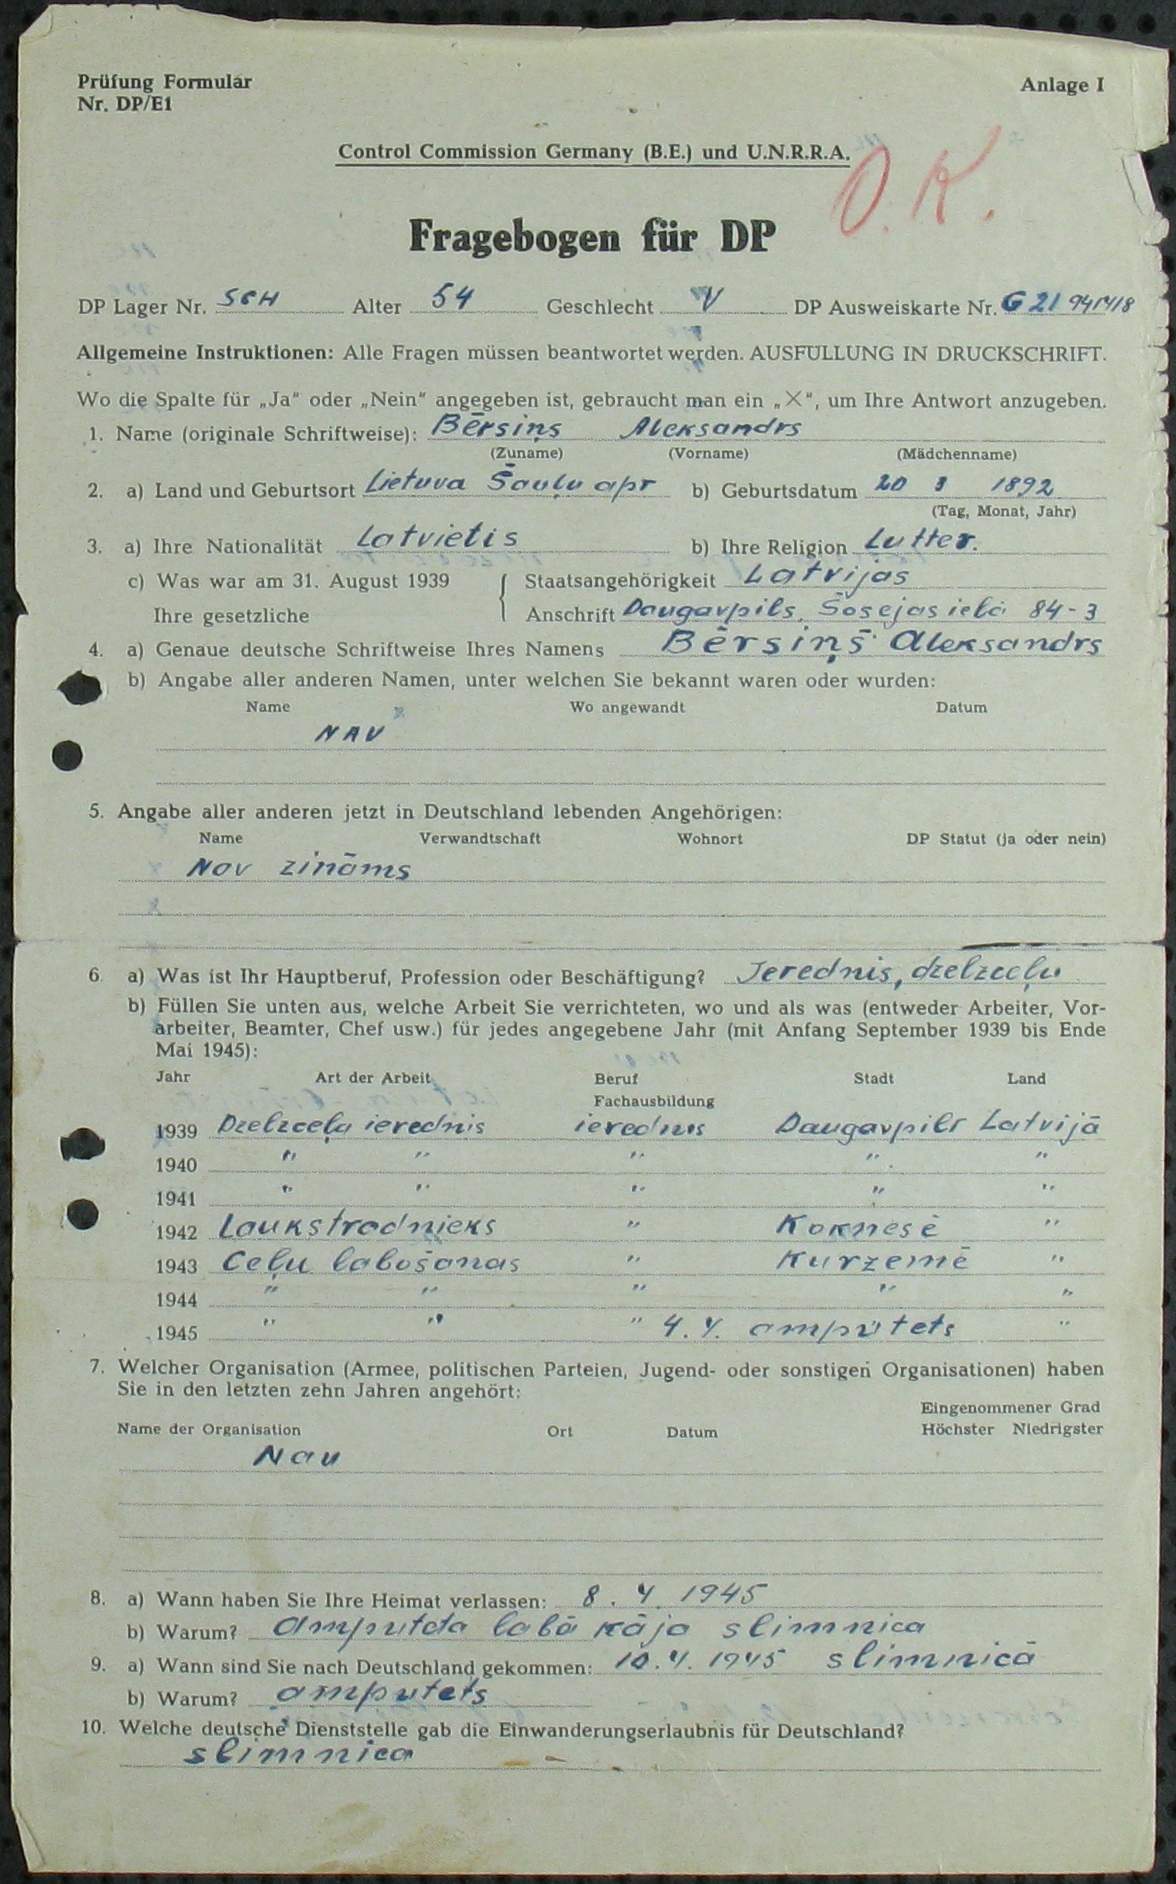 Prüfung Formular
Nr. DP/E1
Anlage I
Control Commission Germany (B.E.) und U.N.R.R.A.
O.K.
Fragebogen für DP
DP Lager Nr. SCH Alter 54 Geschlecht V DP Ausweiskarte Nr. G21 941418
Allgemeine Instruktionen: Alle Fragen müssen beantwortet werden. AUSFÜLLUNG IN DRUCKSCHRIFT.
Wo die Spalte für „Ja“ oder „Nein“ angegeben ist, gebraucht man ein „×“, um Ihre Antwort anzugeben.
1. Name (originale Schriftweise): Bērsiņs Aleksandrs
(Zuname) (Vorname) (Mädchenname)
2. a) Land und Geburtsort Lietuva Šauļu apr b) Geburtsdatum 20 8 1892
(Tag, Monat, Jahr)
3. a) Ihre Nationalität Latvietis b) Ihre Religion Lutter.
c) Was war am 31. August 1939 { Staatsangehörigkeit Latvijas
Ihre gesetzliche Anschrift Daugavpils, Šosejas ielā 84-3
4. a) Genaue deutsche Schriftweise Ihres Namens Bērsiņš Aleksandrs
b) Angabe aller anderen Namen, unter welchen Sie bekannt waren oder wurden:
Name Wo angewandt Datum
NAV
5. Angabe aller anderen jetzt in Deutschland lebenden Angehörigen:
Name Verwandtschaft Wohnort DP Statut (ja oder nein)
Nav zināms
6. a) Was ist Ihr Hauptberuf, Profession oder Beschäftigung? Ierednis, dzelzceļu
b) Füllen Sie unten aus, welche Arbeit Sie verrichteten, wo und als was (entweder Arbeiter, Vor-
arbeiter, Beamter, Chef usw.) für jedes angegebene Jahr (mit Anfang September 1939 bis Ende
Mai 1945):
Jahr Art der Arbeit Beruf Stadt Land
Fachausbildung
1939 Dzelzceļu ierednis ierednis Daugavpils Latvijā
1940 " " " " "
1941 " " " " "
1942 Laukstradnieks " Koknesē "
1943 Ceļu labošanas " Kurzemē "
1944 " " " " "
1945 " " " 4. 4. amputets "
7. Welcher Organisation (Armee, politischen Parteien, Jugend- oder sonstigen Organisationen) haben
Sie in den letzten zehn Jahren angehört:
Eingenommener Grad
Name der Organisation Ort Datum Höchster Niedrigster
Nav
8. a) Wann haben Sie Ihre Heimat verlassen: 8. 4. 1945
b) Warum? amputeta labā kāja slimnica
9. a) Wann sind Sie nach Deutschland gekommen: 10. 4. 1945 slimnicā
b) Warum? amputets
10. Welche deutsche Dienststelle gab die Einwanderungserlaubnis für Deutschland?
slimnica